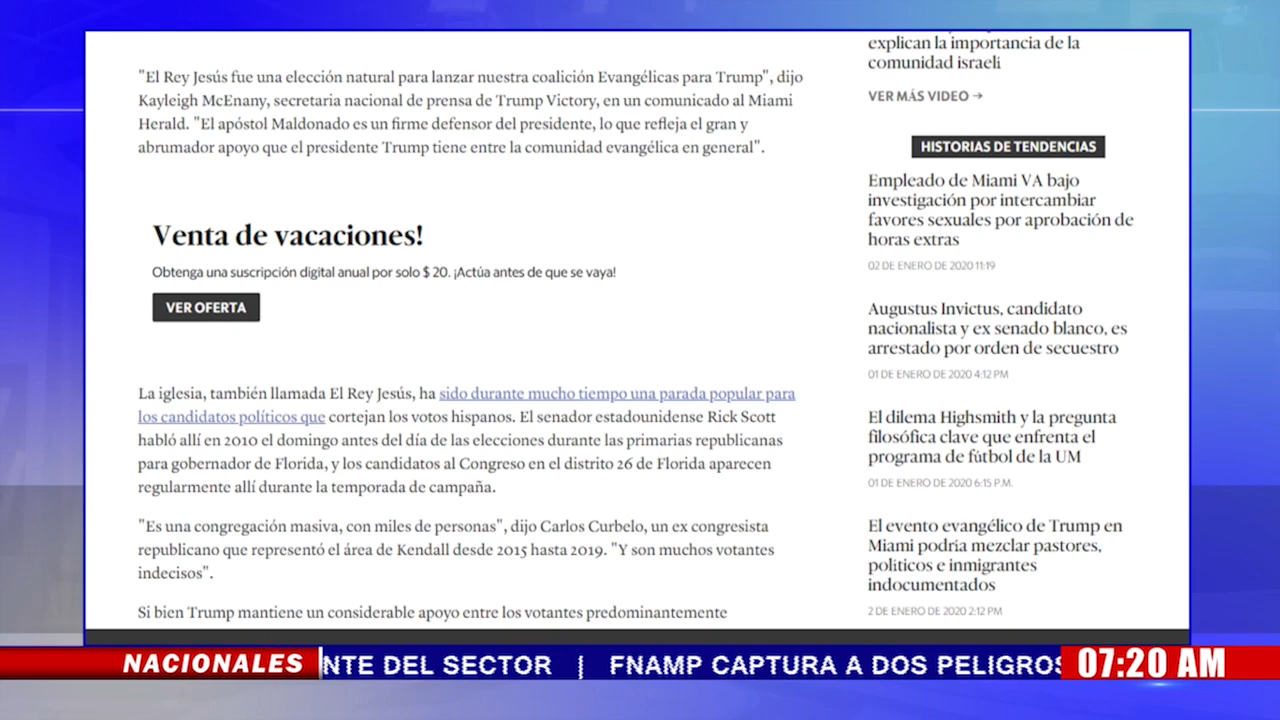 "El Rey Jesús fue una elección natural para lanzar nuestra coalición Evangélicas para Trump", dijo
Kayleigh McEnany, secretaria nacional de prensa de Trump Victory, en un comunicado al Miami
Herald. "El apóstol Maldonado es un firme defensor del presidente, lo que refleja el gran y
abrumador apoyo que el presidente Trump tiene entre la comunidad evangélica en general".
Venta de vacaciones!
Obtenga una suscripción digital anual por solo $ 20. ¡Actúa antes de que se vaya!
VER OFERTA
La iglesia, también llamada El Rey Jesús, ha sido durante mucho tiempo una parada popular para
los candidatos políticos que cortejan los votos hispanos. El senador estadounidense Rick Scott
habló allí en 2010 el domingo antes del día de las elecciones durante las primarias republicanas
para gobernador de Florida, y los candidatos al Congreso en el distrito 26 de Florida aparecen
regularmente allí durante la temporada de campaña.
"Es una congregación masiva, con miles de personas", dijo Carlos Curbelo, un ex congresista
republicano que representó el área de Kendall desde 2015 hasta 2019. "Y son muchos votantes
indecisos".
Si bien Trump mantiene un considerable apoyo entre los votantes predominantemente
explican la importancia de la
comunidad israelí
VER MÁS VIDEO →
HISTORIAS DE TENDENCIAS
Empleado de Miami VA bajo
investigación por intercambiar
favores sexuales por aprobación de
horas extras
02 DE ENERO DE 2020 11:19
Augustus Invictus, candidato
nacionalista y ex senado blanco, es
arrestado por orden de secuestro
01 DE ENERO DE 2020 4:12 PM
El dilema Highsmith y la pregunta
filosófica clave que enfrenta el
programa de fútbol de la UM
01 DE ENERO DE 2020 6:15 P.M.
El evento evangélico de Trump en
Miami podría mezclar pastores,
políticos e inmigrantes
indocumentados
2 DE ENERO DE 2020 2:12 PM
NACIONALES NTE DEL SECTOR | FNAMP CAPTURA A DOS PELIGROS 07:20 AM